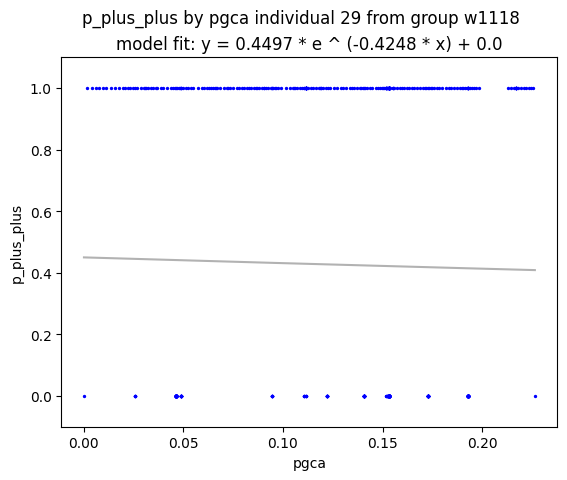 p_plus_plus by pgca individual 29 from group w1118
model fit: y = 0.4497 * e ^ (-0.4248 * x) + 0.0
1.0
0.8
0.6
0.4
0.2
0.0
p_plus_plus
0.00 0.05 0.10 0.15 0.20
pgca